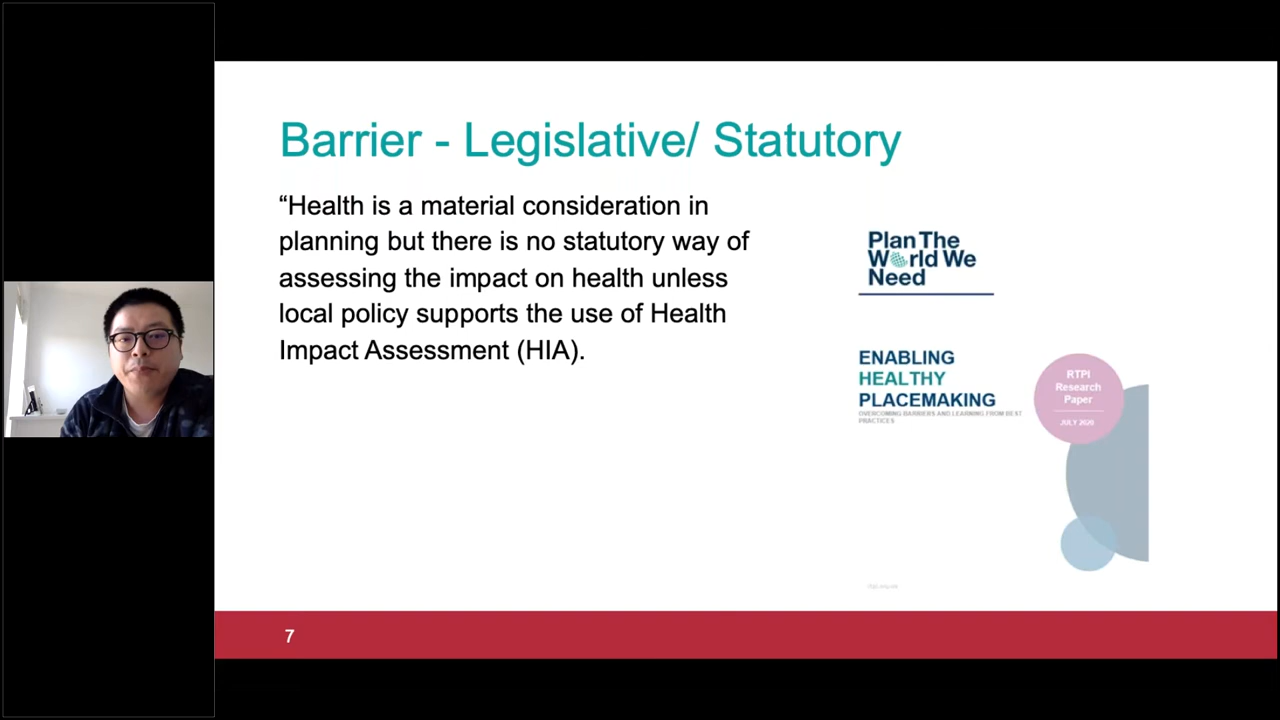 Barrier - Legislative/ Statutory
“Health is a material consideration in
planning but there is no statutory way of
assessing the impact on health unless
local policy supports the use of Health
Impact Assessment (HIA).
Plan The
World We
Need
ENABLING
HEALTHY
PLACEMAKING
OVERCOMING BARRIERS AND LEARNING FROM BEST
PRACTICES
RTPI
Research
Paper
JULY 2020
7